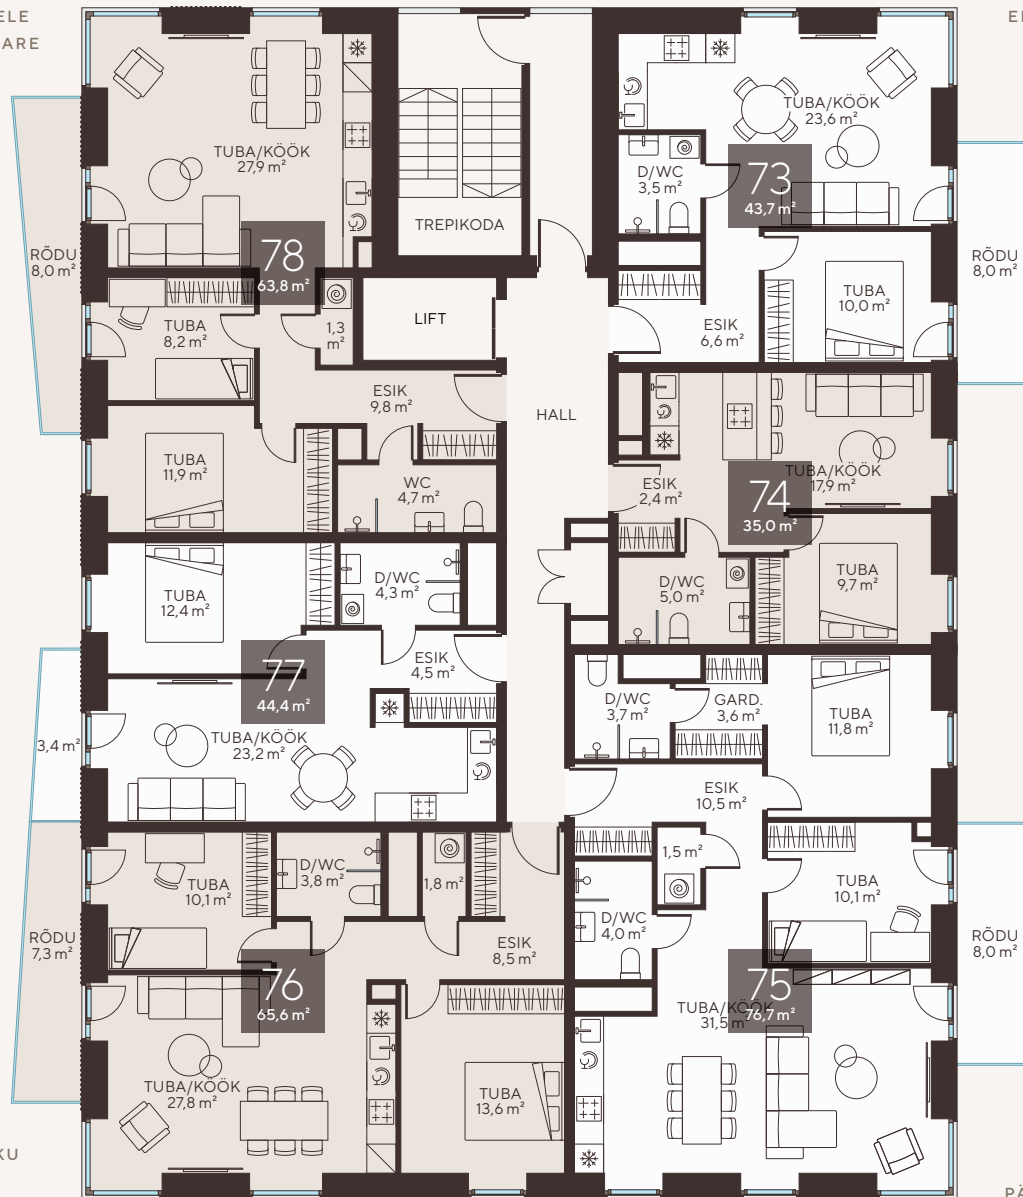 ELE
ARE
TUBA/KÖÖK
27,9 m²
78
63,8 m²
RÕDU
8,0 m²
TUBA
8,2 m²
1,3
m²
ESIK
9,8 m²
TUBA
11,9 m²
WC
4,7 m²
TREPIKODA
LIFT
HALL
TUBA/KÖÖK
23,6 m²
D/WC
3,5 m²
73
43,7 m²
RÕDU
8,0 m²
TUBA
10,0 m²
ESIK
6,6 m²
TUBA/KÖÖK
17,9 m²
74
35,0 m²
ESIK
2,4 m²
D/WC
5,0 m²
TUBA
9,7 m²
TUBA
12,4 m²
D/WC
4,3 m²
ESIK
4,5 m²
77
44,4 m²
TUBA/KÖÖK
23,2 m²
3,4 m²
D/WC
3,7 m²
GARD.
3,6 m²
TUBA
11,8 m²
ESIK
10,5 m²
1,5 m²
TUBA
10,1 m²
D/WC
4,0 m²
RÕDU
8,0 m²
75
76,7 m²
TUBA/KÖÖK
31,5 m²
TUBA
10,1 m²
D/WC
3,8 m²
1,8 m²
ESIK
8,5 m²
RÕDU
7,3 m²
76
65,6 m²
TUBA/KÖÖK
27,8 m²
TUBA
13,6 m²
KU